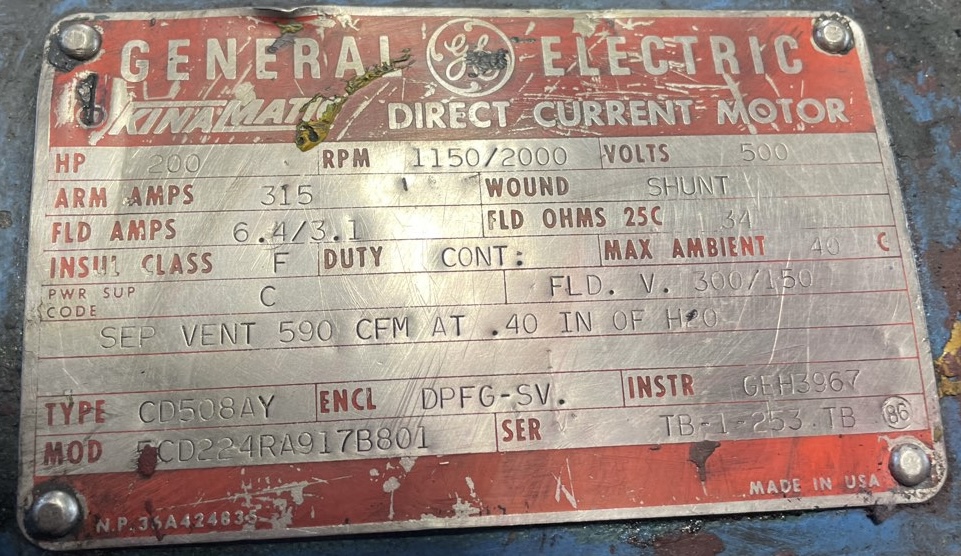 GENERAL GE ELECTRIC
KINAMATIC DIRECT CURRENT MOTOR
HP 200 RPM 1150/2000 VOLTS 500
ARM AMPS 315 WOUND SHUNT
FLD AMPS 6.4/3.1 FLD OHMS 25C 34
INSUL CLASS F DUTY CONT: MAX AMBIENT 40 C
PWR SUP CODE C FLD. V. 300/150
SEP VENT 590 CFM AT .40 IN OF H2O
TYPE CD508AY ENCL DPFG-SV. INSTR GEH3967
MOD 5CD224RA917B801 SER TB-1-253 TB 86
MADE IN USA
N.P.36A424835